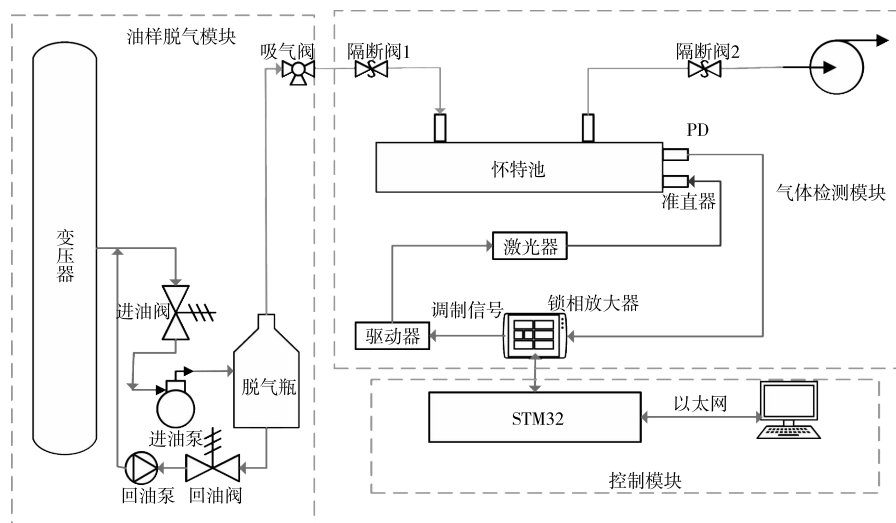 油样脱气模块
吸气阀
隔断阀1
隔断阀2
PD
怀特池
准直器
气体检测模块
变
压
器
激光器
进油阀
调制信号
锁相放大器
驱动器
脱气瓶
STM32
以太网
进油泵
回油泵
回油阀
控制模块